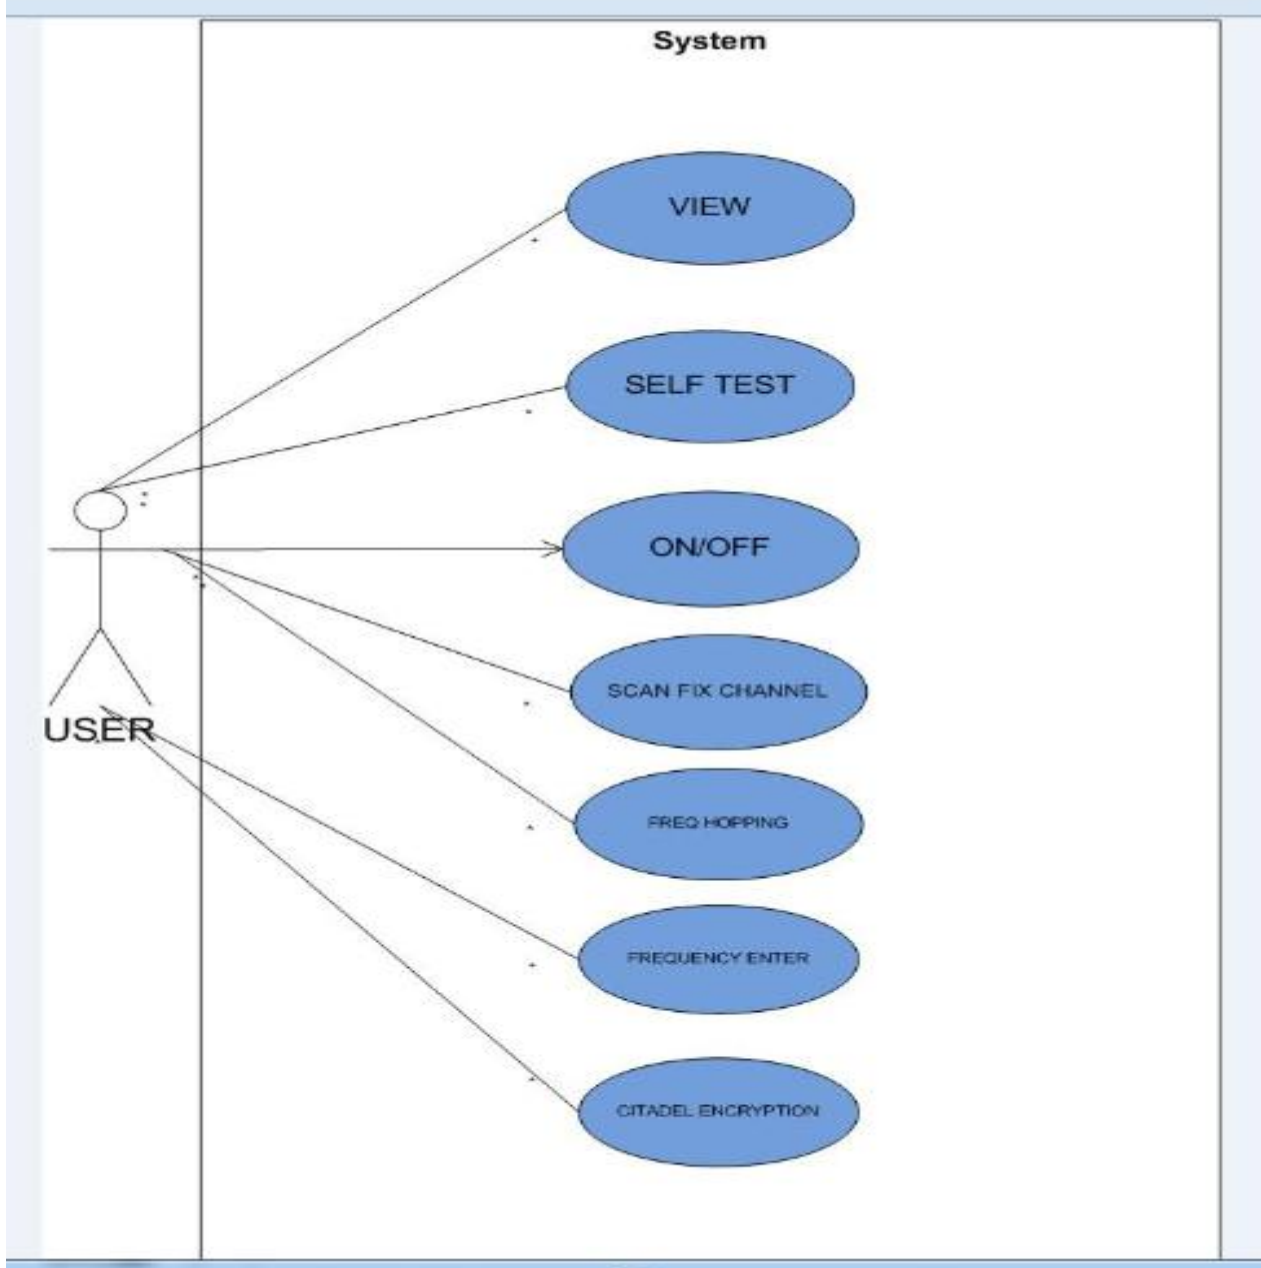 System
VIEW
SELF TEST
ON/OFF
SCAN FIX CHANNEL
USER
FREQ HOPPING
FREQUENCY ENTER
CITADEL ENCRYPTION